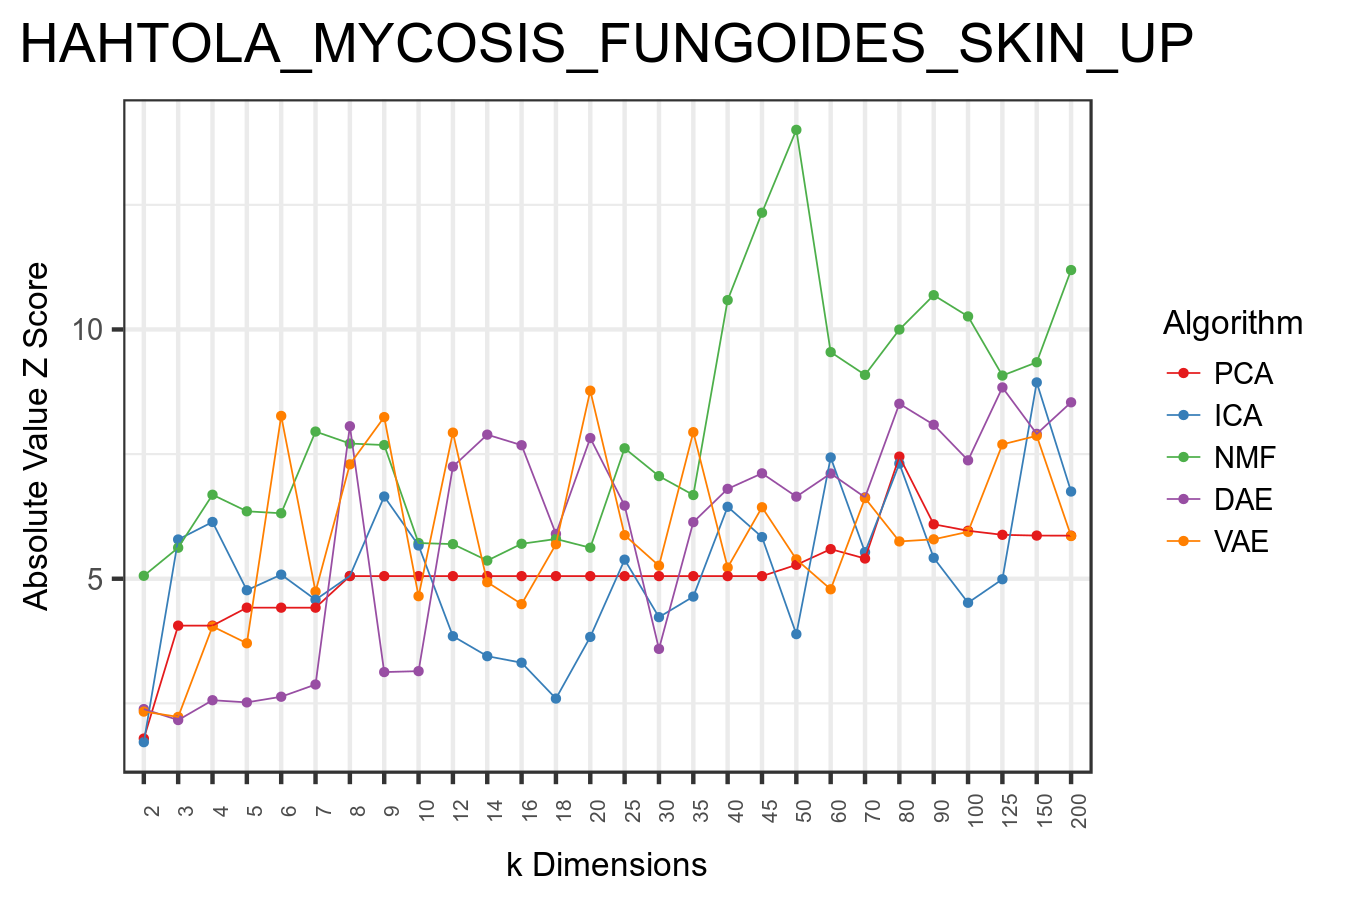 HAHTOLA_MYCOSIS_FUNGOIDES_SKIN_UP
Absolute Value Z Score
10
5
2 3 4 5 6 7 8 9 10 12 14 16 18 20 25 30 35 40 45 50 60 70 80 90 100 125 150 200
k Dimensions
Algorithm
PCA
ICA
NMF
DAE
VAE